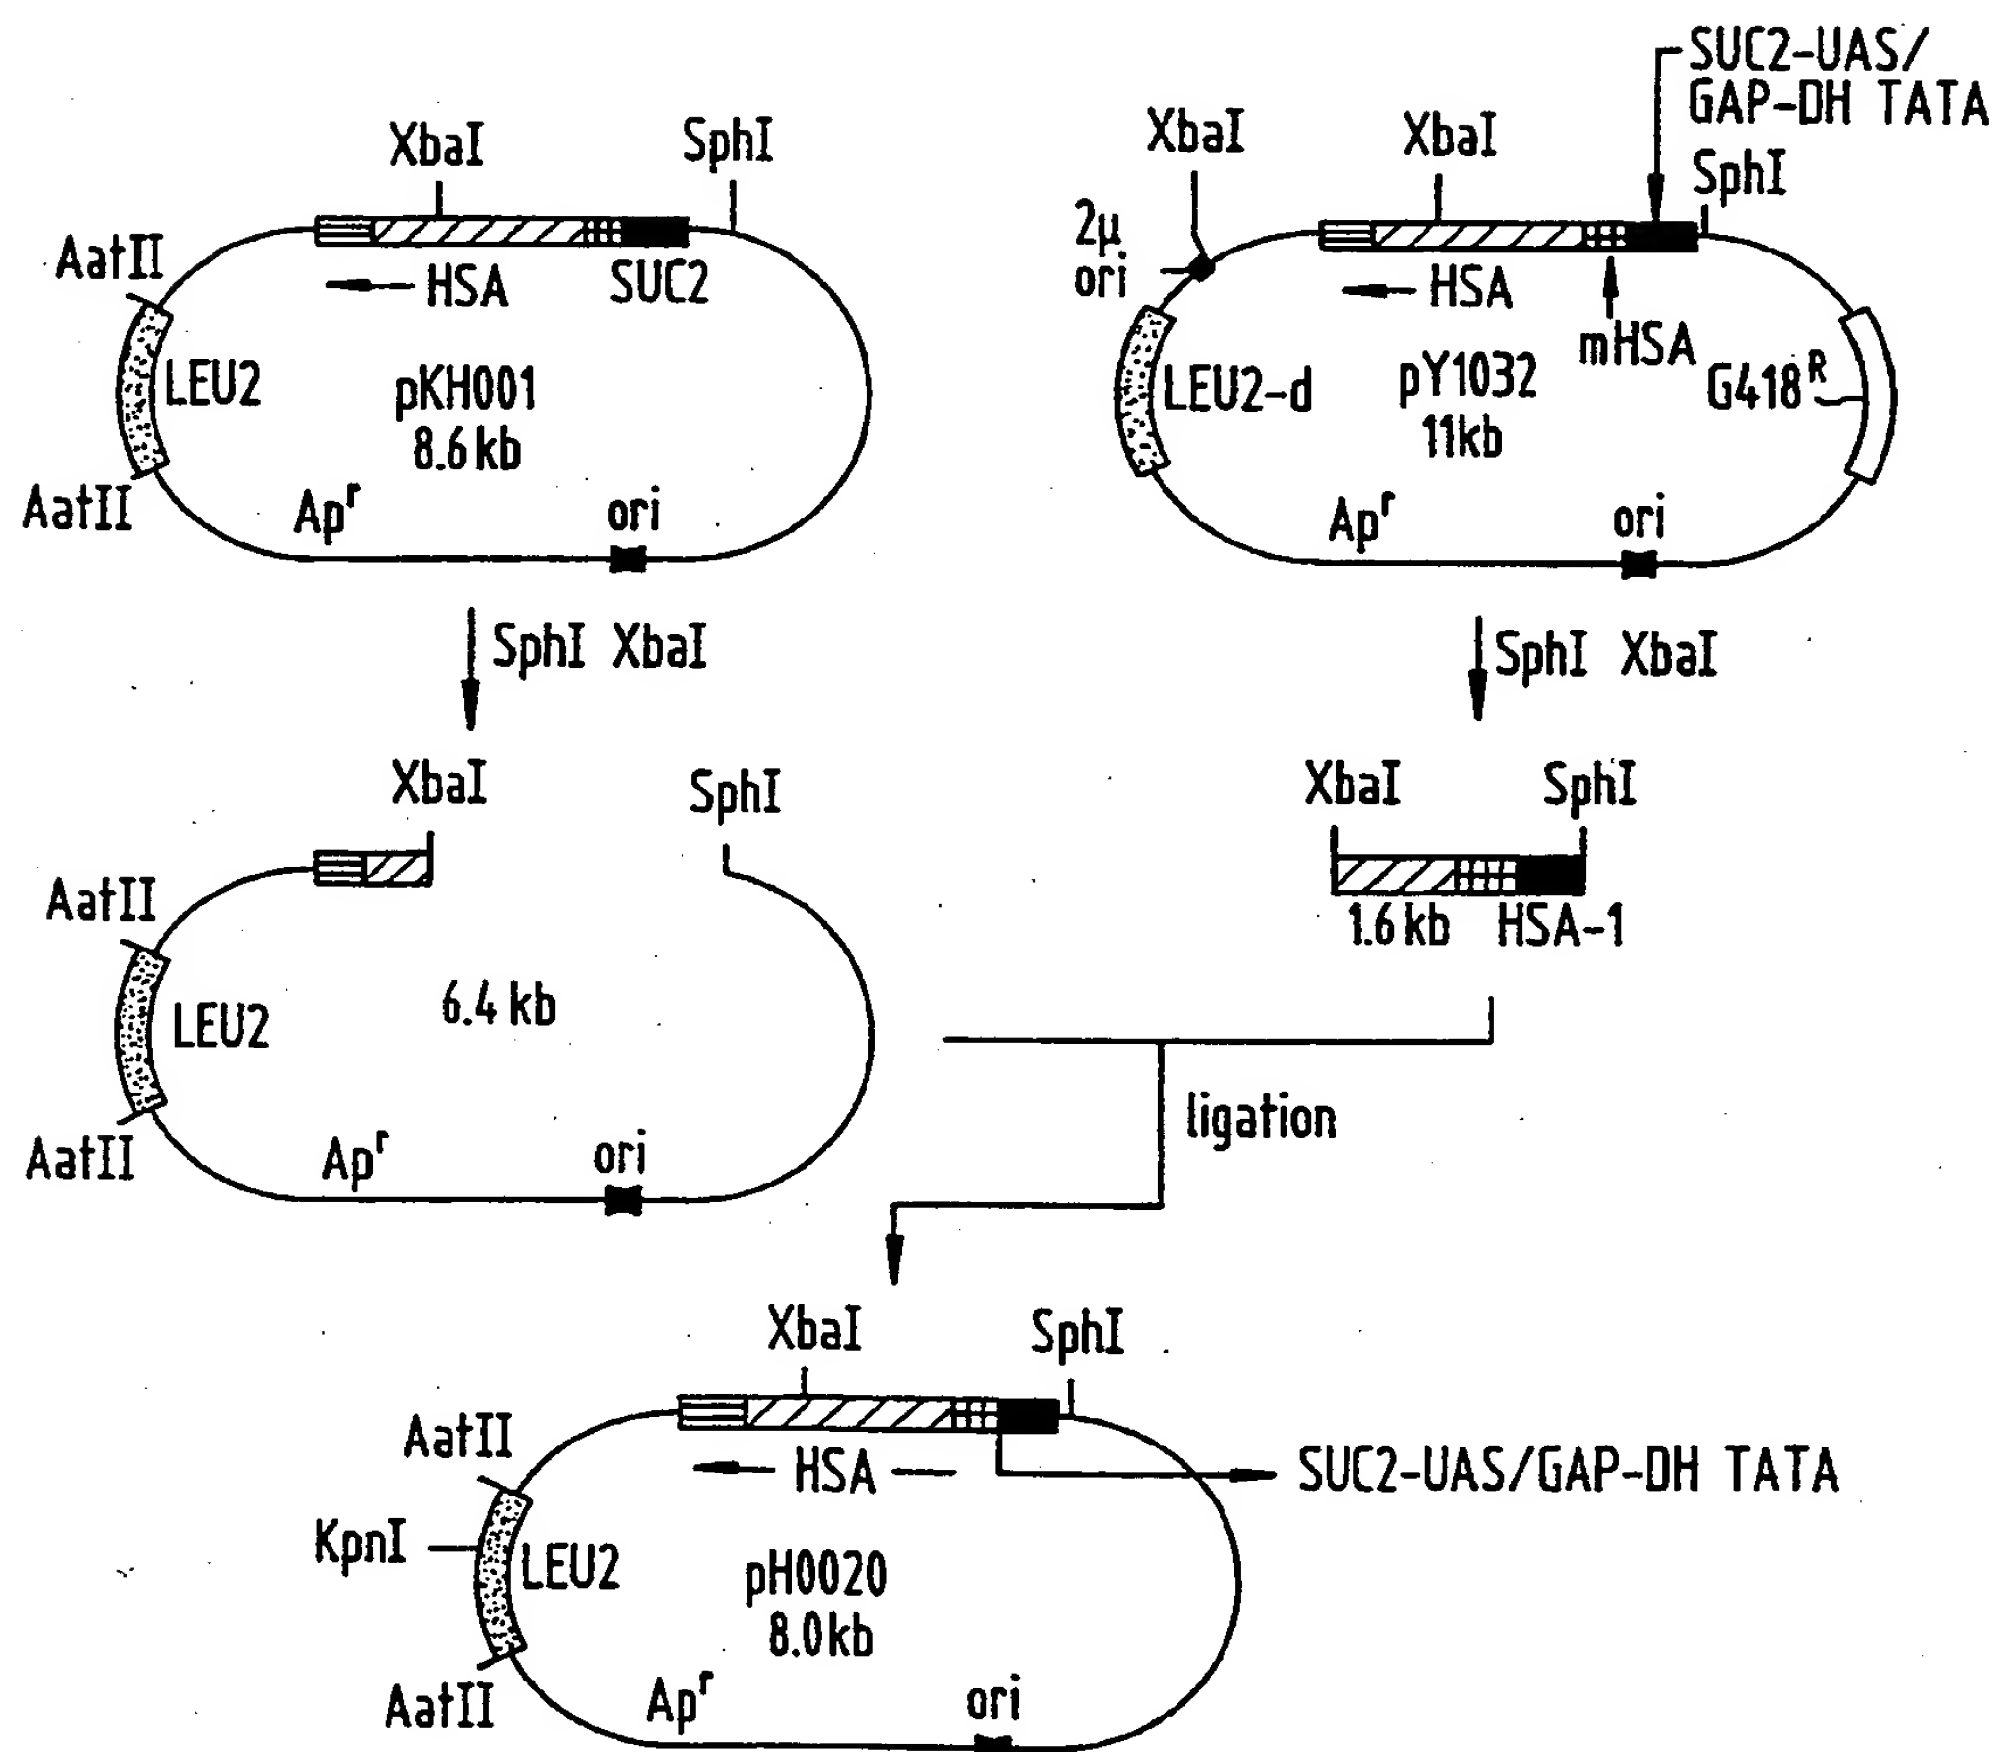 SUC2-UAS/
GAP-DH TATA
XbaI
SphI
XbaI
XbaI
SphI
AatII
HSA
SUC2
2µ
ori
HSA
mHSA
LEU2
pKH001
8.6 kb
LEU2-d
pY1032
11kb
G418R
AatII
Apr
ori
Apr
ori
SphI XbaI
SphI XbaI
XbaI
SphI
XbaI
SphI
AatII
1.6 kb HSA-1
LEU2
6.4 kb
AatII
Apr
ori
ligation
XbaI
SphI
AatII
HSA
SUC2-UAS/GAP-DH TATA
KpnI
LEU2
pH0020
8.0kb
AatII
Apr
ori